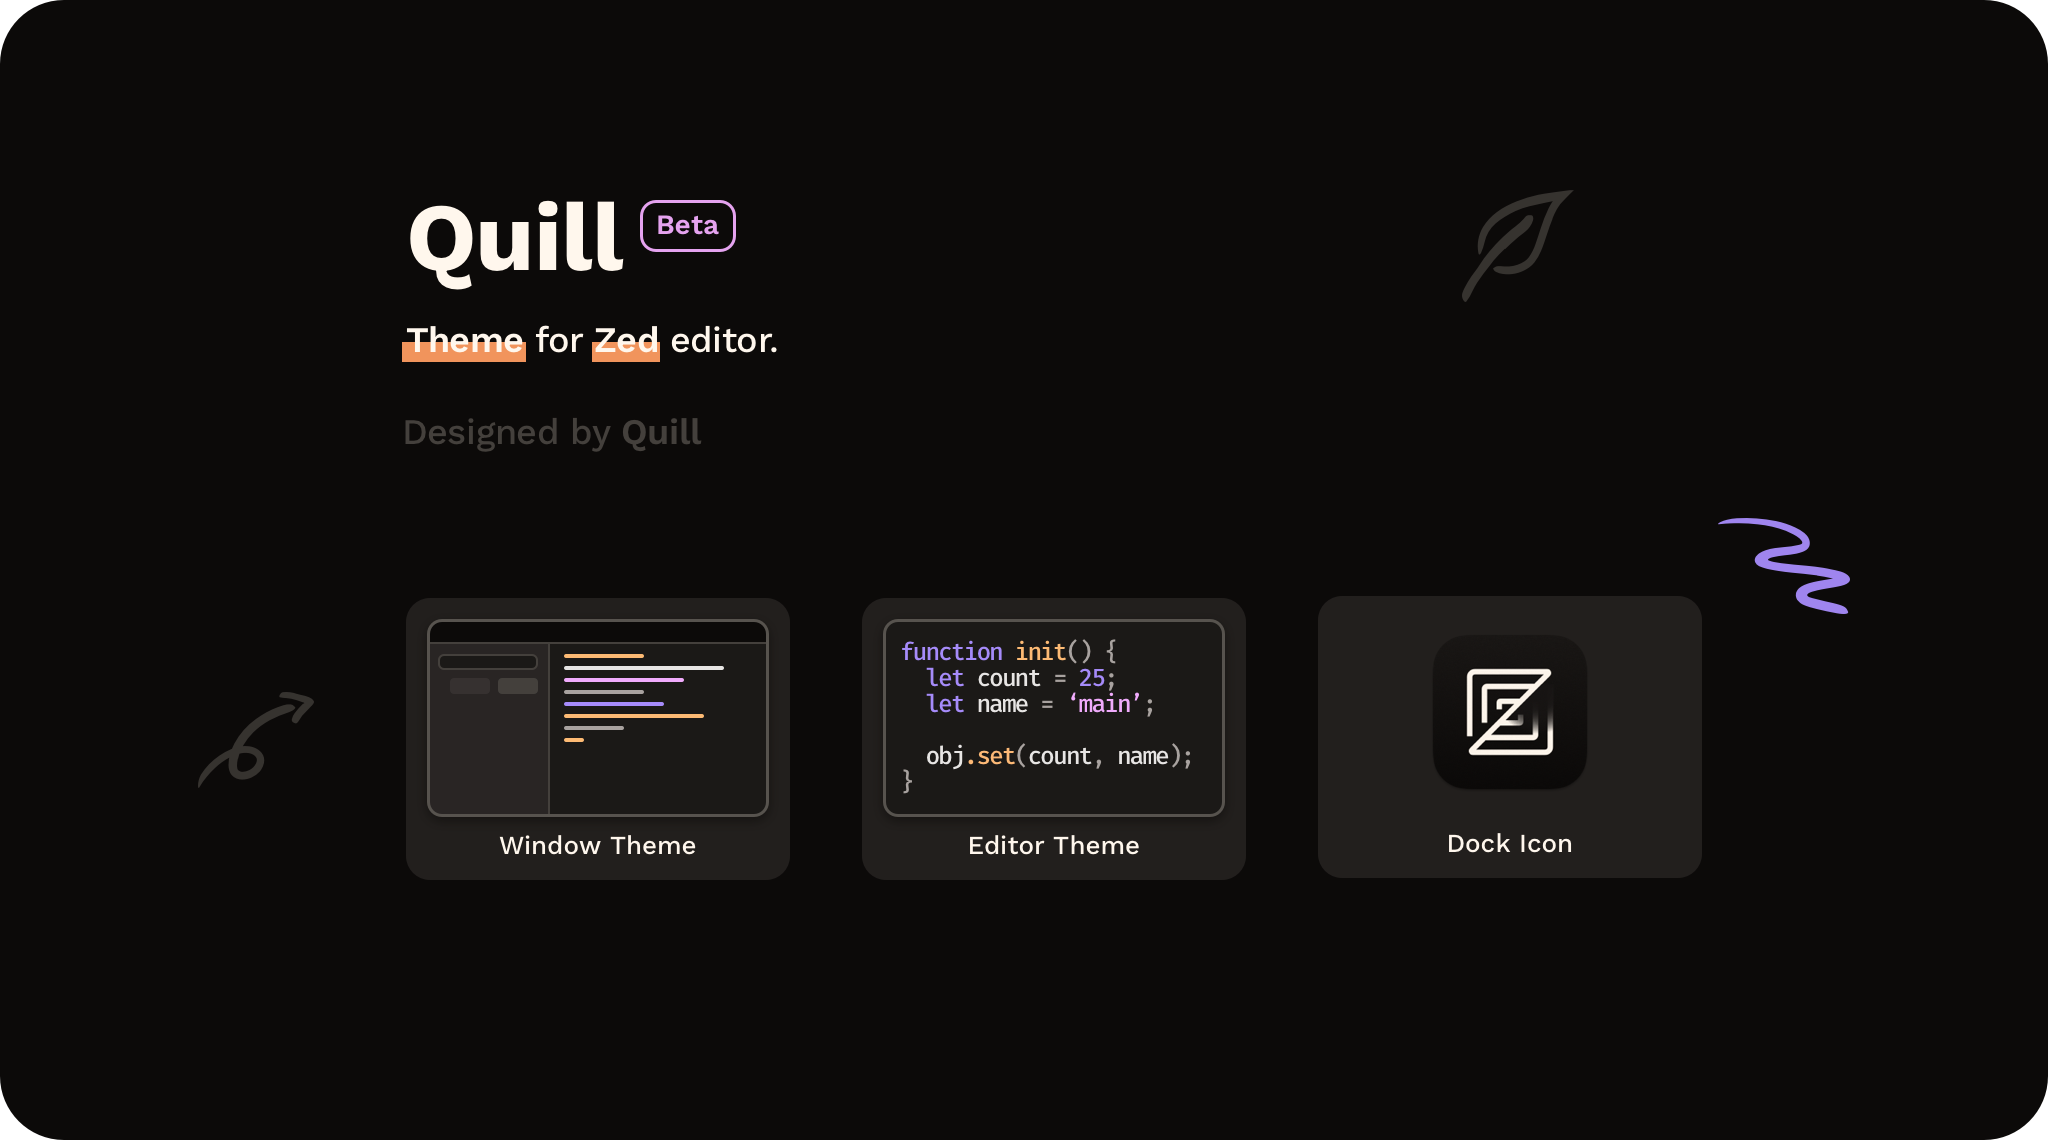 Quill Beta
Theme for Zed editor.
Designed by Quill
function init() {
  let count = 25;
  let name = ‘main’;
  obj.set(count, name);
}
Window Theme
Editor Theme
Dock Icon